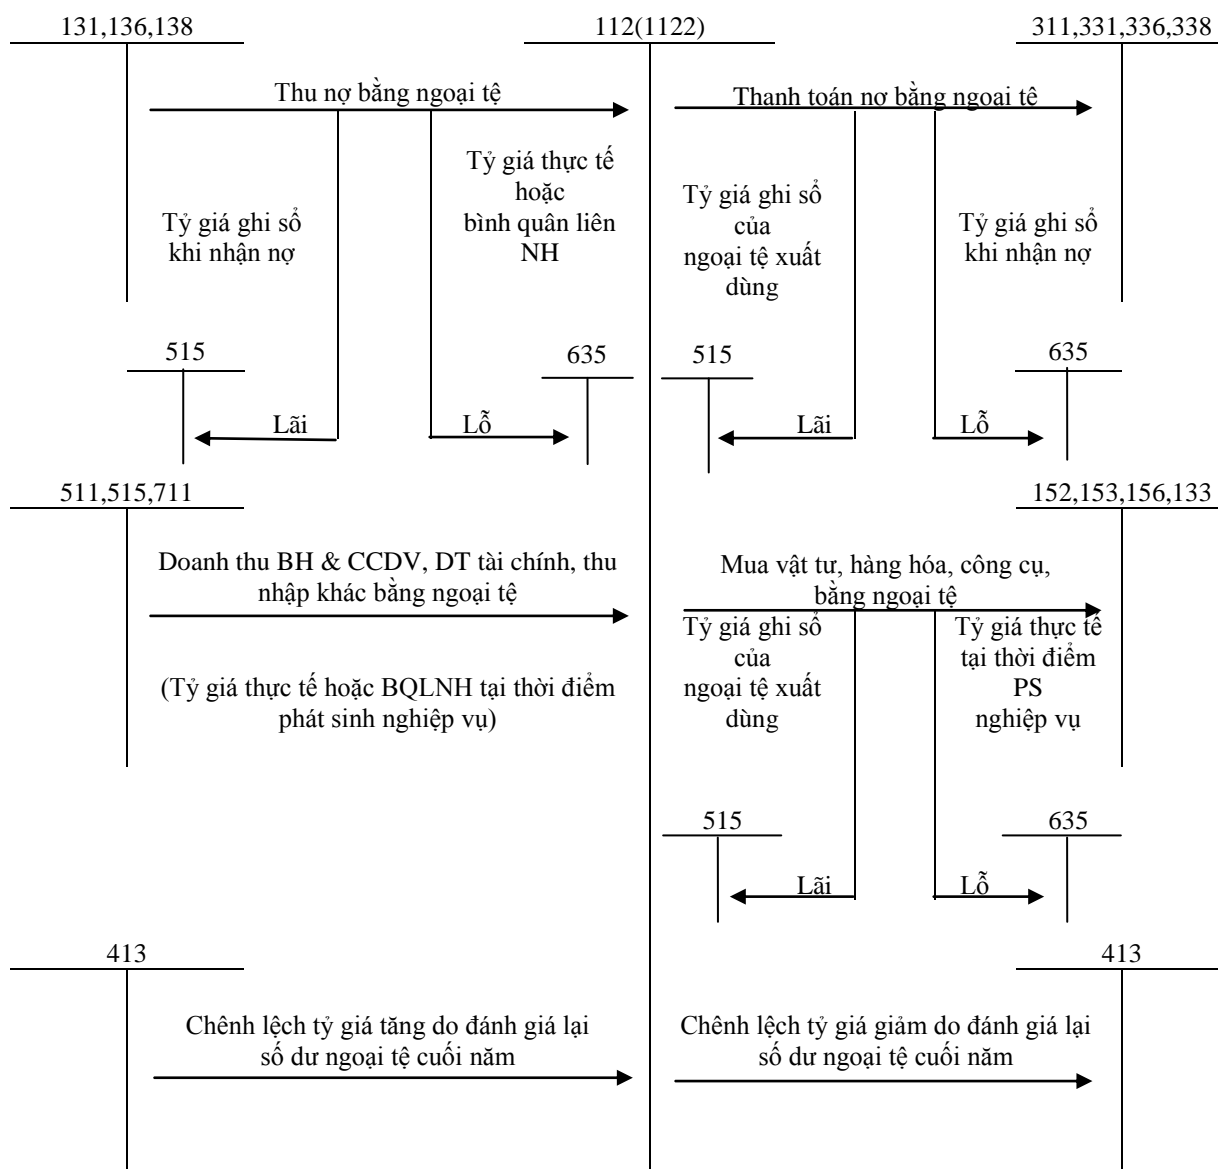 131,136,138
112(1122)
311,331,336,338
Thu nợ bằng ngoại tệ
Thanh toán nơ bằng ngoai tê
Tỷ giá ghi sổ
khi nhận nợ
Tỷ giá thực tế
hoặc
bình quân liên
NH
Tỷ giá ghi sổ
của
ngoại tệ xuất
dùng
Tỷ giá ghi sổ
khi nhận nợ
515
635
515
635
Lãi
Lỗ
Lãi
Lỗ
511,515,711
152,153,156,133
Doanh thu BH & CCDV, DT tài chính, thu
nhập khác bằng ngoại tệ
(Tỷ giá thực tế hoặc BQLNH tại thời điểm
phát sinh nghiệp vụ)
Mua vật tư, hàng hóa, công cụ,
bằng ngoại tệ
Tỷ giá ghi sổ
của
ngoại tệ xuất
dùng
Tỷ giá thực tế
tại thời điểm
PS
nghiệp vụ
515
635
Lãi
Lỗ
413
413
Chênh lệch tỷ giá tăng do đánh giá lại
số dư ngoại tệ cuối năm
Chênh lệch tỷ giá giảm do đánh giá lại
số dư ngoại tệ cuối năm